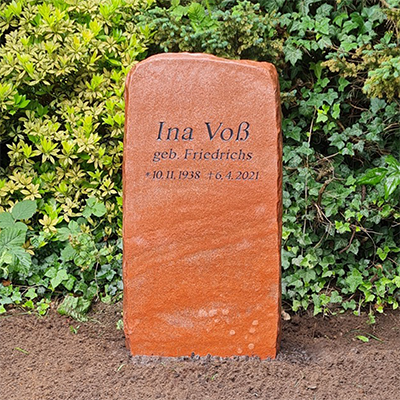 Ina Voß
geb. Friedrichs
*10.11.1938 †6.4.2021